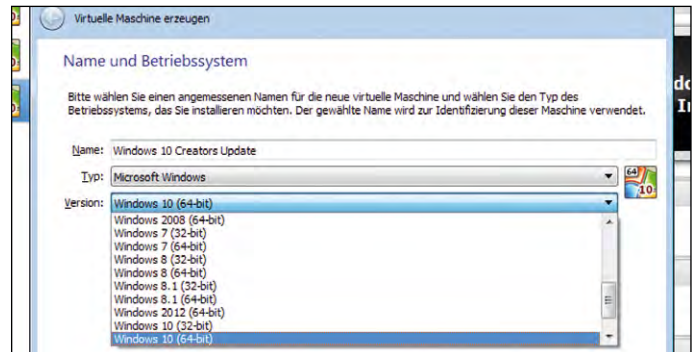 Virtuelle Maschine erzeugen
Name und Betriebssystem
Bitte wählen Sie einen angemessenen Namen für die neue virtuelle Maschine und wählen Sie den Typ des
Betriebssystems, das Sie installieren möchten. Der gewählte Name wird zur Identifizierung dieser Maschine verwendet.
Name: Windows 10 Creators Update
Typ: Microsoft Windows
64
10
Version: Windows 10 (64-bit)
Windows 2008 (64-bit)
Windows 7 (32-bit)
Windows 7 (64-bit)
Windows 8 (32-bit)
Windows 8 (64-bit)
Windows 8.1 (32-bit)
Windows 8.1 (64-bit)
Windows 2012 (64-bit)
Windows 10 (32-bit)
Windows 10 (64-bit)